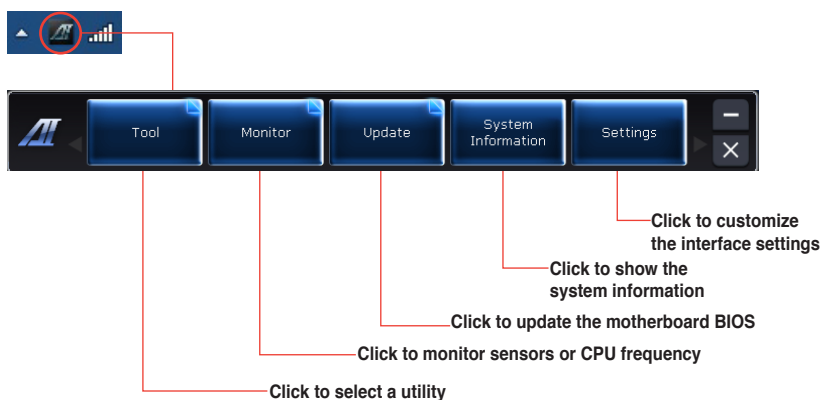 Tool
Monitor
Update
System
Information
Settings
Click to customize
the interface settings
Click to show the
system information
Click to update the motherboard BIOS
Click to monitor sensors or CPU frequency
Click to select a utility